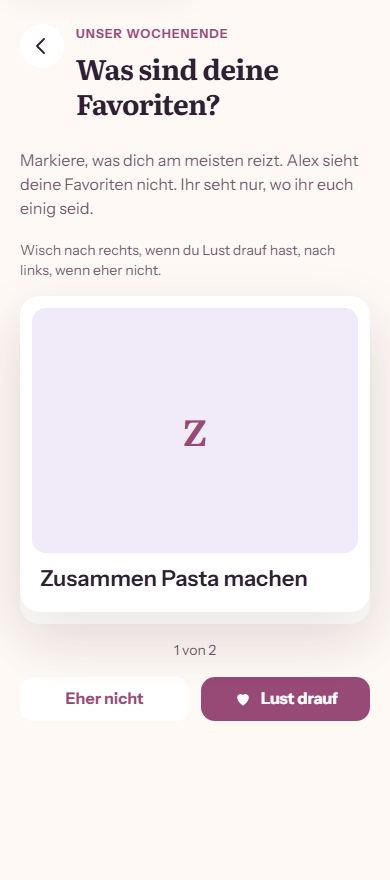 UNSER WOCHENENDE
Was sind deine
Favoriten?
Markiere, was dich am meisten reizt. Alex sieht
deine Favoriten nicht. Ihr seht nur, wo ihr euch
einig seid.
Wisch nach rechts, wenn du Lust drauf hast, nach
links, wenn eher nicht.
Z
Zusammen Pasta machen
1 von 2
Eher nicht
Lust drauf